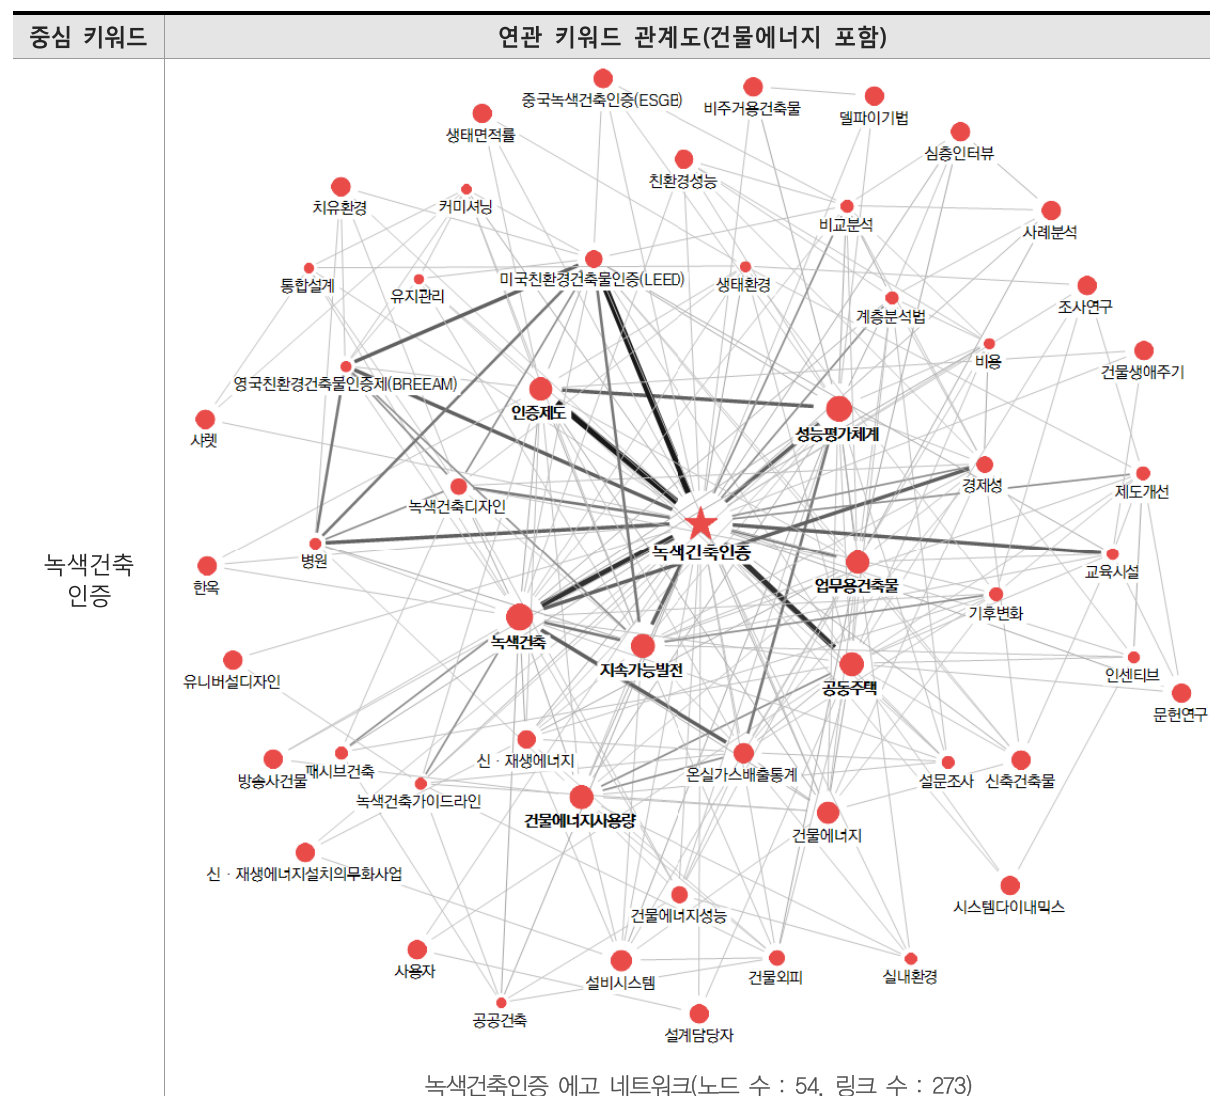 중심 키워드
연관 키워드 관계도(건물에너지 포함)
중국녹색건축인증(ESGB)
비주거용건축물
델파이기법
생태면적률
심층인터뷰
친환경성능
치유환경
커미셔닝
비교분석
사례분석
통합설계
유지관리
미국친환경건축물인증(LEED)
생태환경
조사연구
계층분석법
비용
건물생애주기
영국친환경건축물인증제(BREEAM)
인증제도
성능평가체계
샤렛
경제성
제도개선
녹색건축디자인
녹색건축인증
병원
교육시설
한옥
업무용건축물
기후변화
녹색건축
인증
녹색건축
지속가능발전
인센티브
유니버설디자인
공동주택
문헌연구
신 · 재생에너지
온실가스배출통계
방송사건물
패시브건축
설문조사
신축건축물
녹색건축가이드라인
건물에너지사용량
건물에너지
신 · 재생에너지설치의무화사업
시스템다이내믹스
건물에너지성능
사용자
설비시스템
건물외피
실내환경
공공건축
설계담당자
녹색건축인증 에고 네트워크(노드 수 : 54, 링크 수 : 273)